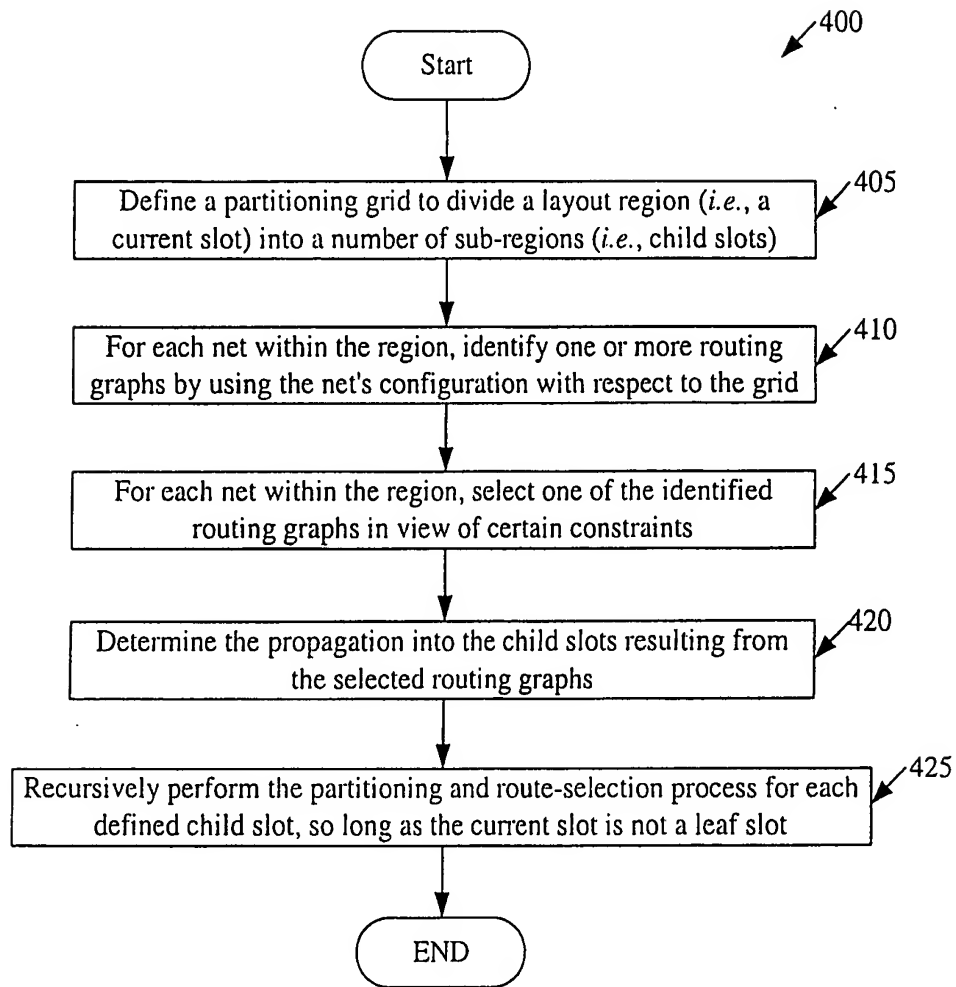 400
Start
405
Define a partitioning grid to divide a layout region (i.e., a
current slot) into a number of sub-regions (i.e., child slots)
410
For each net within the region, identify one or more routing
graphs by using the net's configuration with respect to the grid
415
For each net within the region, select one of the identified
routing graphs in view of certain constraints
420
Determine the propagation into the child slots resulting from
the selected routing graphs
425
Recursively perform the partitioning and route-selection process for each
defined child slot, so long as the current slot is not a leaf slot
END